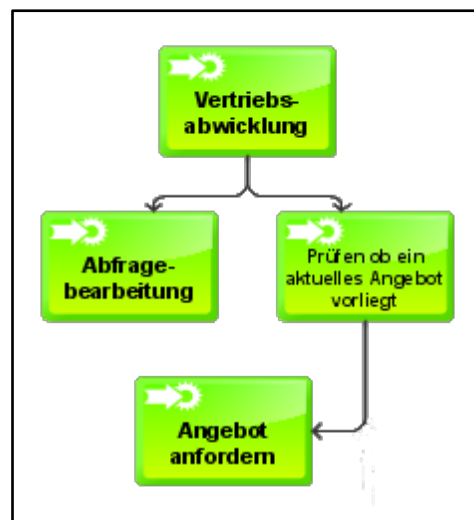 Vertriebs-
abwicklung
Abfrage-
bearbeitung
Prüfen ob ein
aktuelles Angebot
vorliegt
Angebot
anfordern